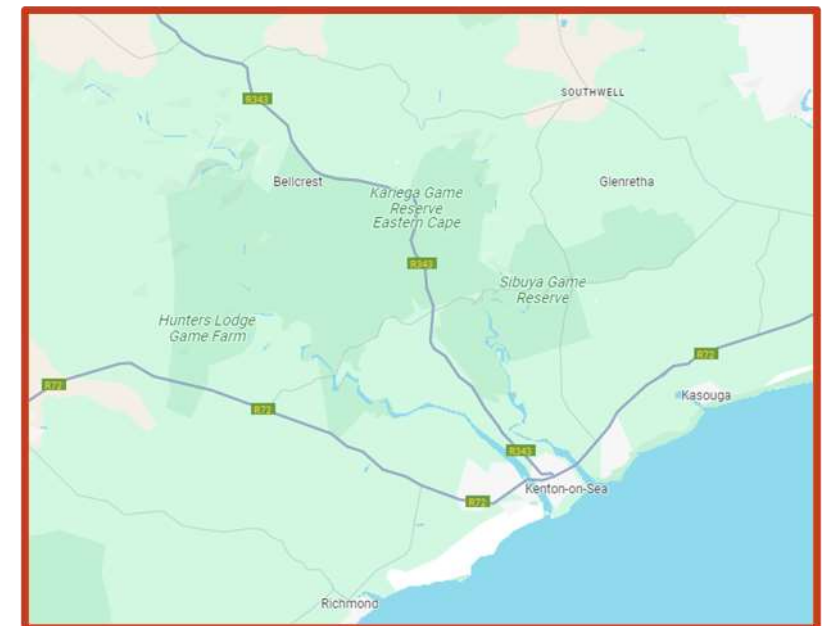 SOUTHWELL
R343
Bellcrest
Glenretha
Kariega Game
Reserve
Eastern Cape
R343
Sibuya Game
Reserve
Hunters Lodge
Game Farm
R72
R72
R72
Kasouga
R343
Kenton-on-Sea
R72
Richmond